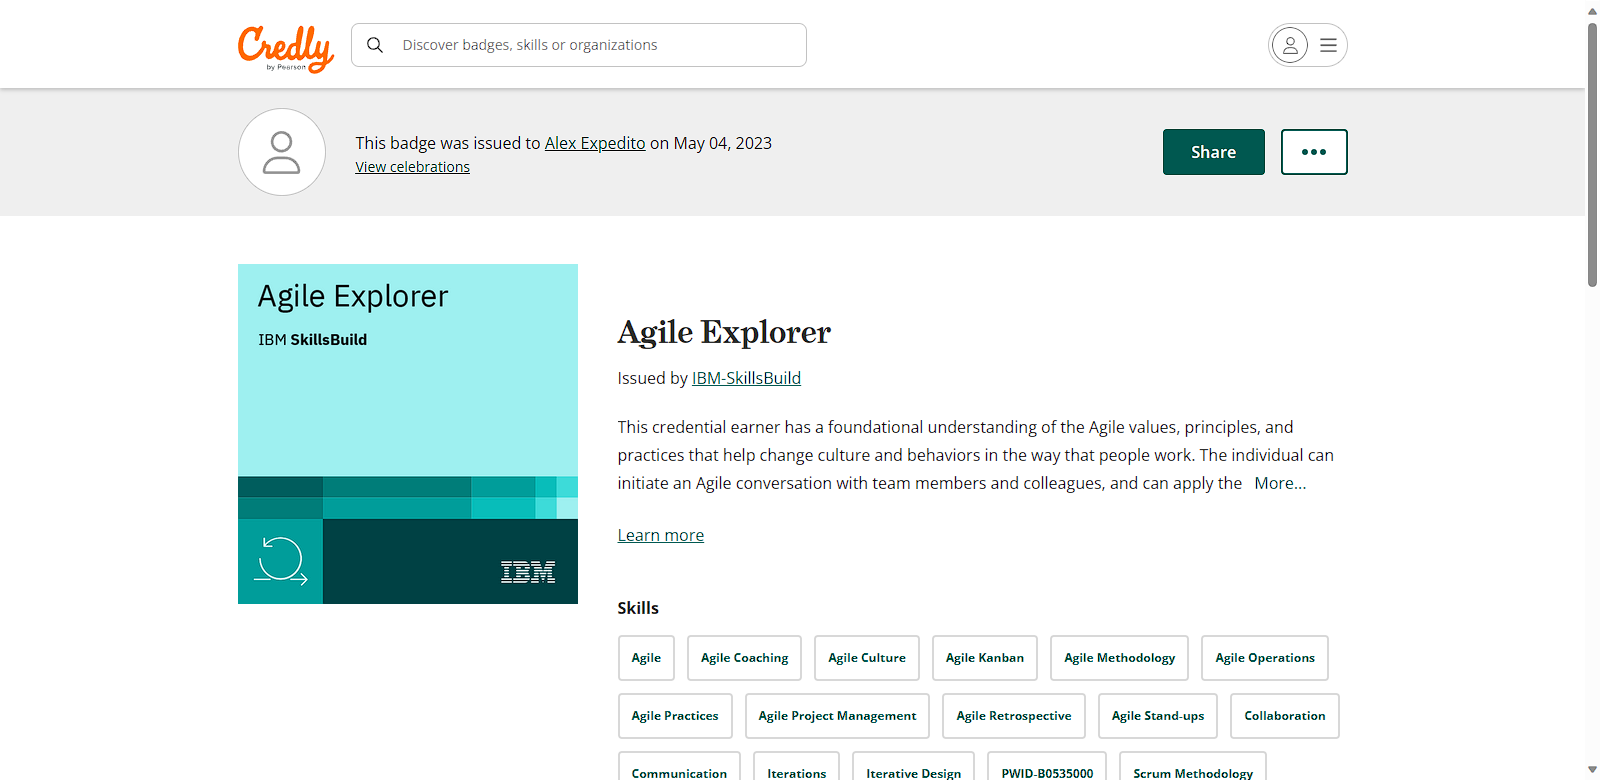 Credly
by Pearson
Discover badges, skills or organizations
This badge was issued to Alex Expedito on May 04, 2023
View celebrations
Share
•••
Agile Explorer
IBM SkillsBuild
IBM
Agile Explorer
Issued by IBM-SkillsBuild
This credential earner has a foundational understanding of the Agile values, principles, and
practices that help change culture and behaviors in the way that people work. The individual can
initiate an Agile conversation with team members and colleagues, and can apply the More...
Learn more
Skills
Agile Agile Coaching Agile Culture Agile Kanban Agile Methodology Agile Operations
Agile Practices Agile Project Management Agile Retrospective Agile Stand-ups Collaboration
Communication Iterations Iterative Design PWID-B0535000 Scrum Methodology